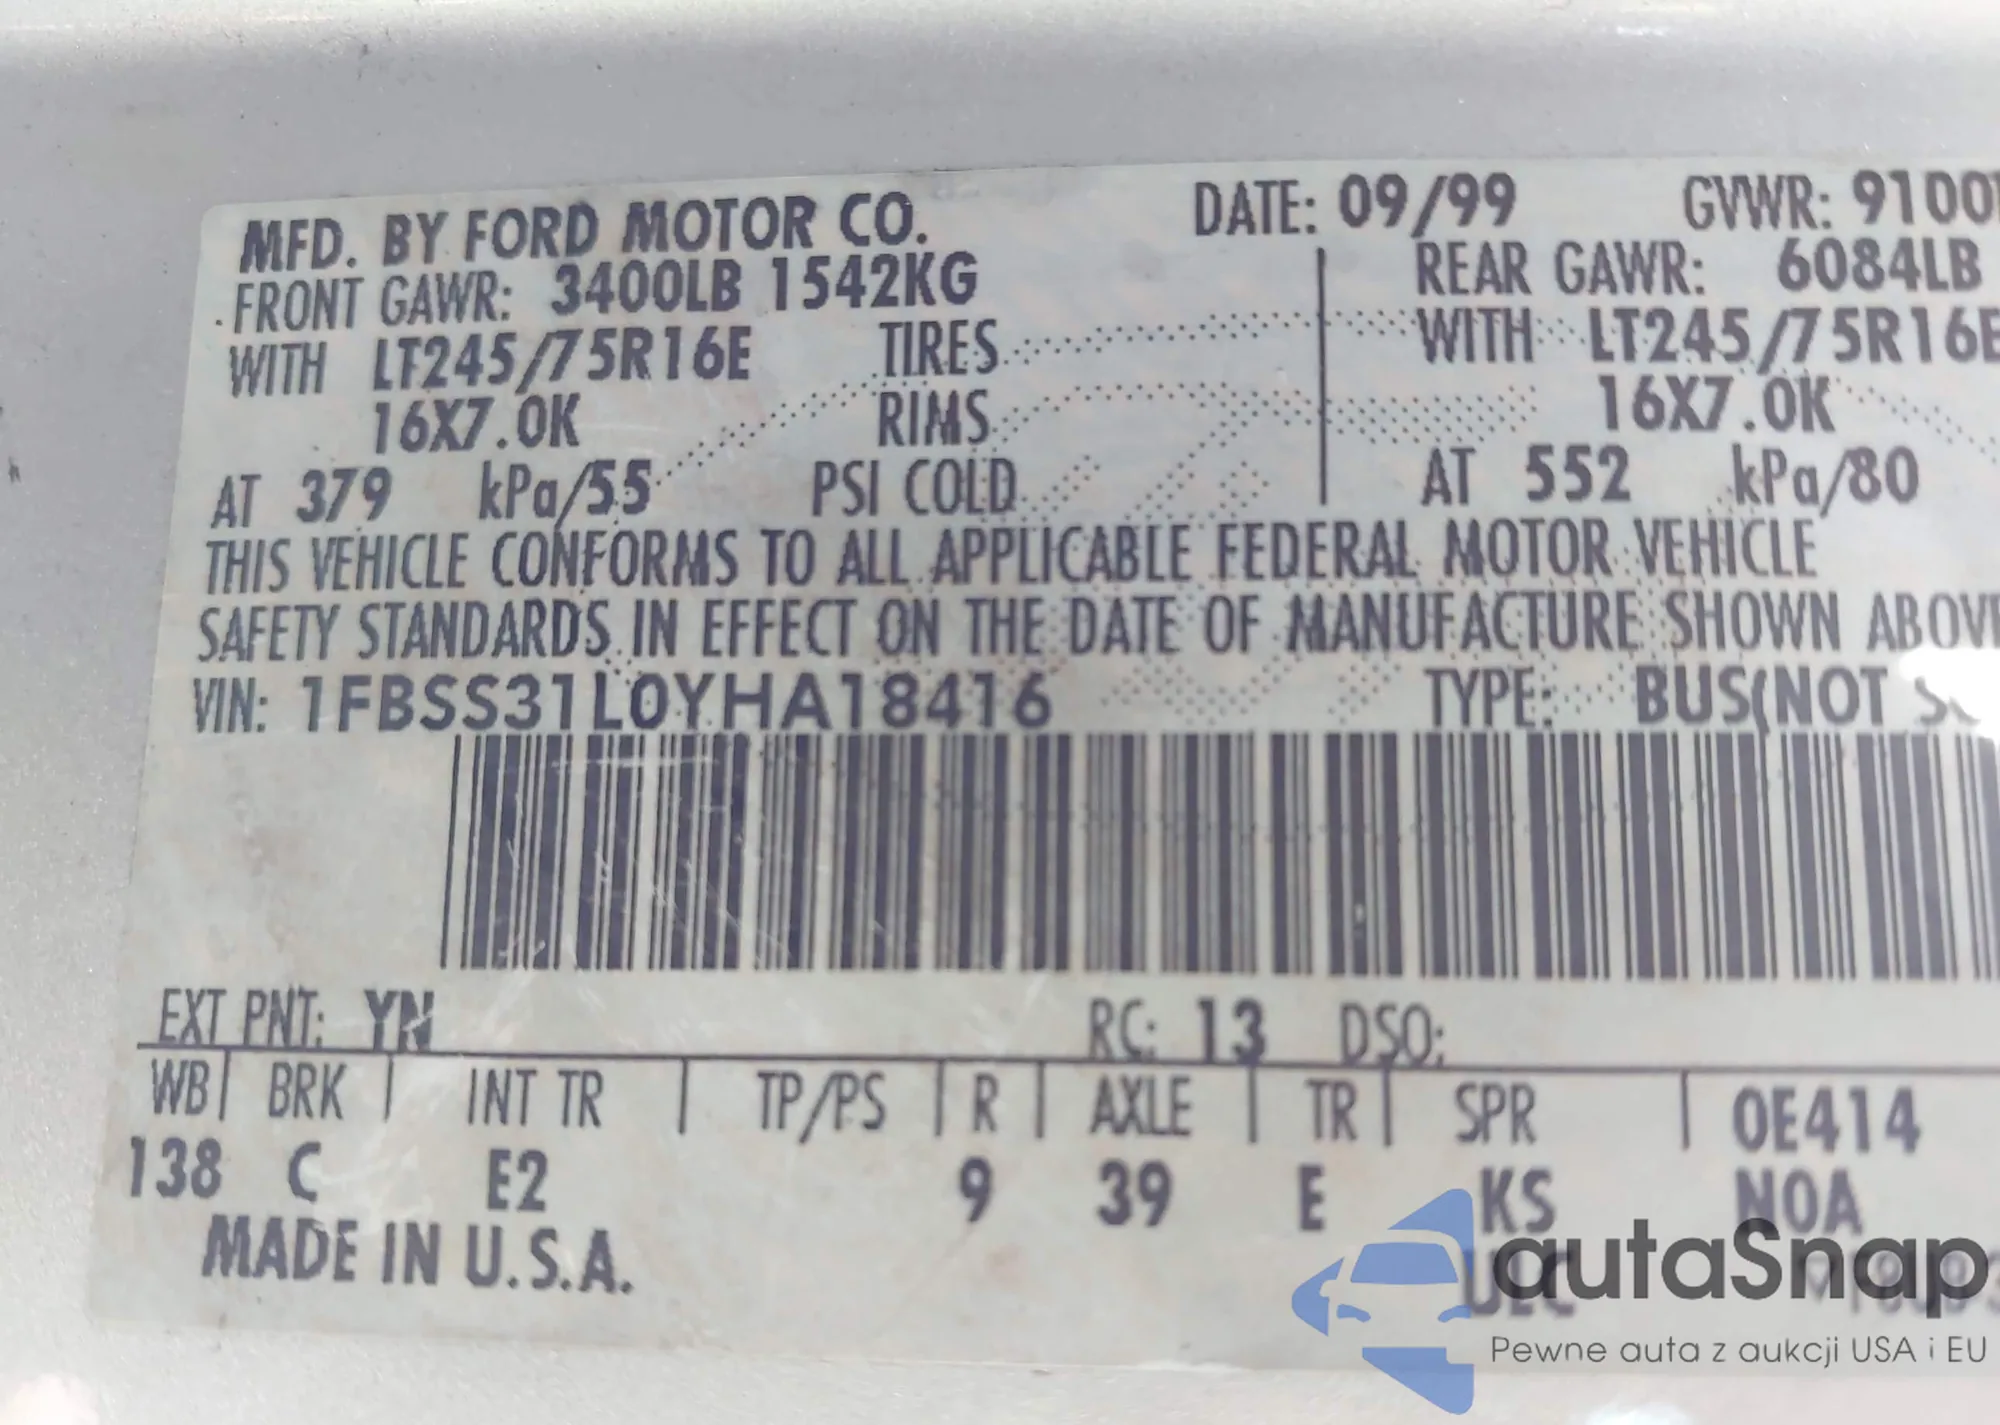 MFD. BY FORD MOTOR CO. DATE: 09/99 GVWR: 9100
FRONT GAWR: 3400LB 1542KG REAR GAWR: 6084LB
WITH LT245/75R16E TIRES WITH LT245/75R16E
16X7.0K RIMS 16X7.0K
AT 379 kPa/55 PSI COLD AT 552 kPa/80
THIS VEHICLE CONFORMS TO ALL APPLICABLE FEDERAL MOTOR VEHICLE
SAFETY STANDARDS IN EFFECT ON THE DATE OF MANUFACTURE SHOWN ABOVE
VIN: 1FBSS31L0YHA18416 TYPE: BUS(NOT
EXT PNT: YN RC: 13 DSO:
WB BRK INT TR TP/PS R AXLE TR SPR 0E414
138 C E2 9 39 E KS N0A
MADE IN U.S.A. ULC
autaSnap
Pewne auta z aukcji USA i EU